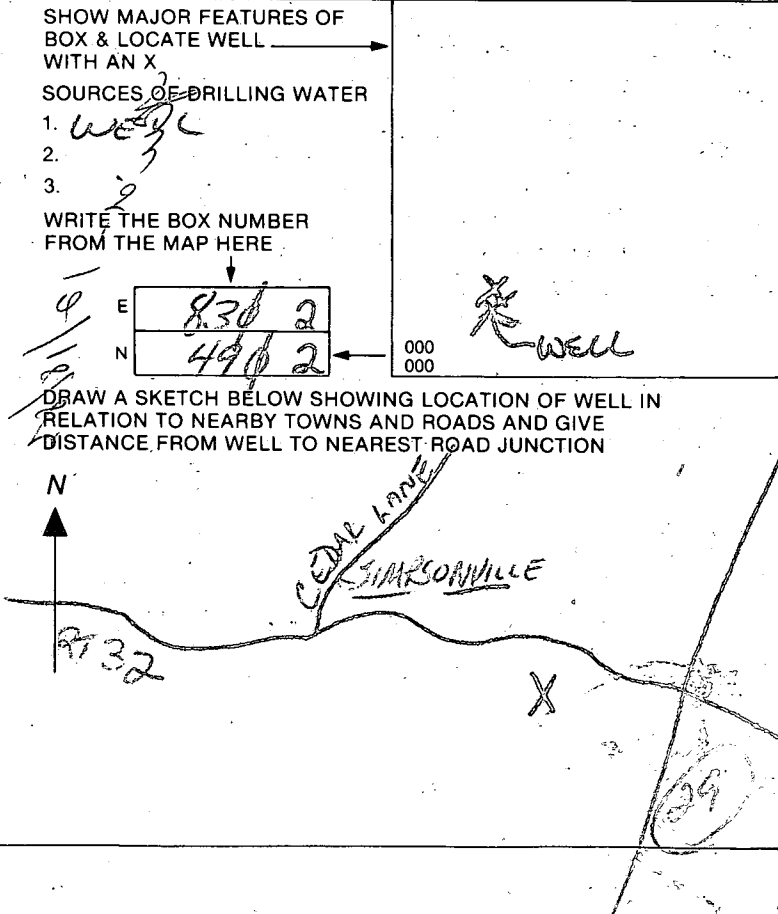 SHOW MAJOR FEATURES OF
BOX & LOCATE WELL
WITH AN X
SOURCES OF DRILLING WATER
1. WELL
2.
3.
WRITE THE BOX NUMBER
FROM THE MAP HERE
E 830 2
N 490 2
000
000
WELL
DRAW A SKETCH BELOW SHOWING LOCATION OF WELL IN
RELATION TO NEARBY TOWNS AND ROADS AND GIVE
DISTANCE FROM WELL TO NEAREST ROAD JUNCTION
N
CEDAR LANE
SIMPSONVILLE
RT 32
X
29